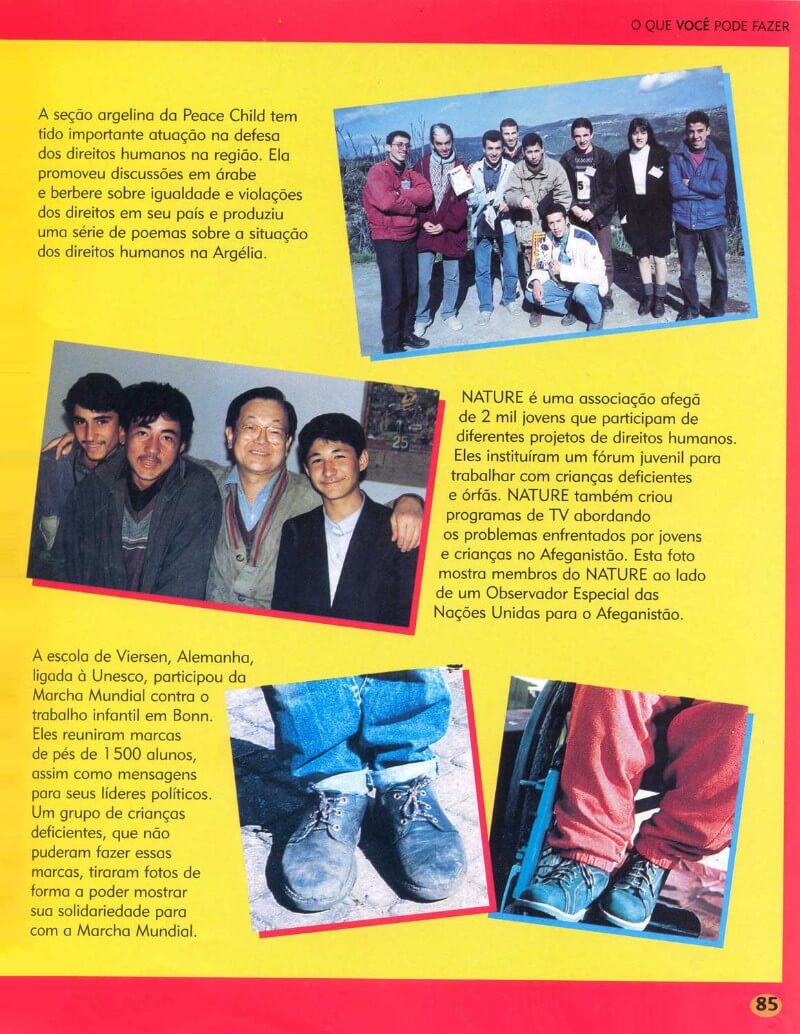 O QUE VOCÊ PODE FAZER
A seção argelina da Peace Child tem
tido importante atuação na defesa
dos direitos humanos na região. Ela
promoveu discussões em árabe
e berbere sobre igualdade e violações
dos direitos em seu país e produziu
uma série de poemas sobre a situação
dos direitos humanos na Argélia.
25
NATURE é uma associação afegã
de 2 mil jovens que participam de
diferentes projetos de direitos humanos.
Eles instituíram um fórum juvenil para
trabalhar com crianças deficientes
e órfãs. NATURE também criou
programas de TV abordando
os problemas enfrentados por jovens
e crianças no Afeganistão. Esta foto
mostra membros do NATURE ao lado
de um Observador Especial das
Nações Unidas para o Afeganistão.
A escola de Viersen, Alemanha,
ligada à Unesco, participou da
Marcha Mundial contra o
trabalho infantil em Bonn.
Eles reuniram marcas
de pés de 1500 alunos,
assim como mensagens
para seus líderes políticos.
Um grupo de crianças
deficientes, que não
puderam fazer essas
marcas, tiraram fotos de
forma a poder mostrar
sua solidariedade para
com a Marcha Mundial.
85